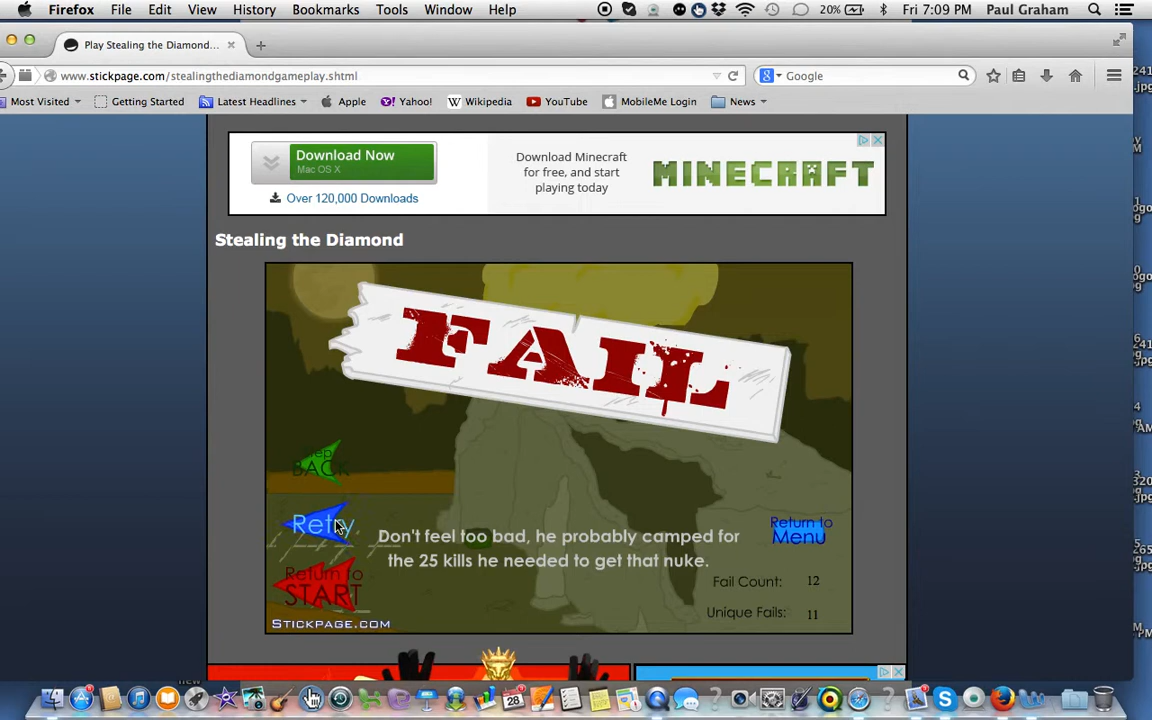 Firefox File Edit View History Bookmarks Tools Window Help 20% Fri 7:09 PM Paul Graham
Play Stealing the Diamond...
www.stickpage.com/stealingthediamondgameplay.shtml Google
Most Visited Getting Started Latest Headlines Apple Yahoo! Wikipedia YouTube MobileMe Login News
Download Now
Mac OS X
Over 120,000 Downloads
Download Minecraft
for free, and start
playing today
MINECRAFT
Stealing the Diamond
FAIL
Step
BACK
Retry
Return to
START
Don't feel too bad, he probably camped for
the 25 kills he needed to get that nuke.
Return to
Menu
Fail Count: 12
Unique Fails: 11
STICKPAGE.COM